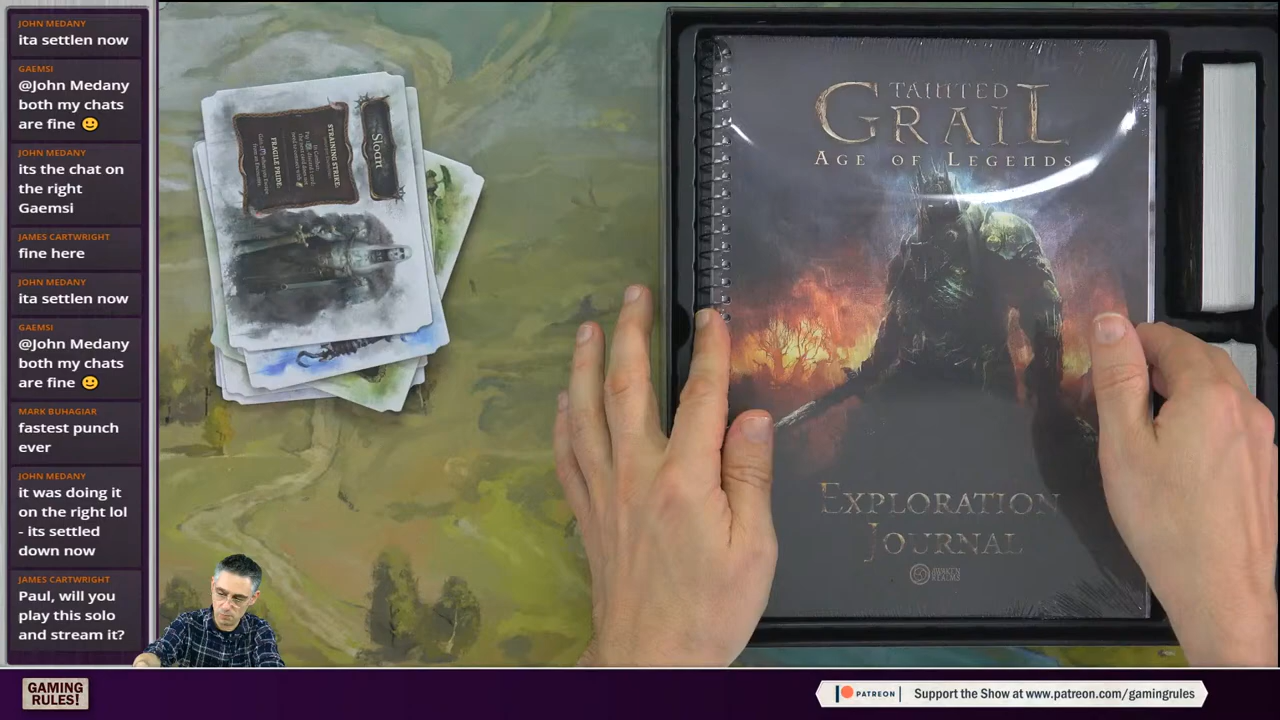 JOHN MEDANY
ita settlen now
GAEMSI
@John Medany
both my chats
are fine 🙂
JOHN MEDANY
its the chat on
the right
Gaemsi
JAMES CARTWRIGHT
fine here
JOHN MEDANY
ita settlen now
GAEMSI
@John Medany
both my chats
are fine 🙂
MARK BUHAGIAR
fastest punch
ever
JOHN MEDANY
it was doing it
on the right lol
- its settled
down now
JAMES CARTWRIGHT
Paul, will you
play this solo
and stream it?
Sloan
STRAINING STRIKE:
FRAGILE PRIDE:
TAINTED
GRAIL
AGE OF LEGENDS
EXPLORATION
JOURNAL
AWAKEN
REALMS
GAMING
RULES!
PATREON
Support the Show at www.patreon.com/gamingrules